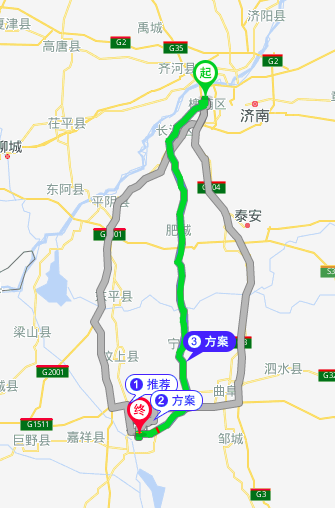 夏津县
禹城
济阳县
高唐县
G2
G35
齐河县
G2
起
槐荫区
茌平县
长清区
济南
聊城
东阿县
G104
平阴县
泰安
肥城
东平县
梁山县
宁
3 方案
汶上县
G2001
泗水县
1 推荐
曲阜
2 方案
终
G1511
巨野县
嘉祥县
邹城
G3